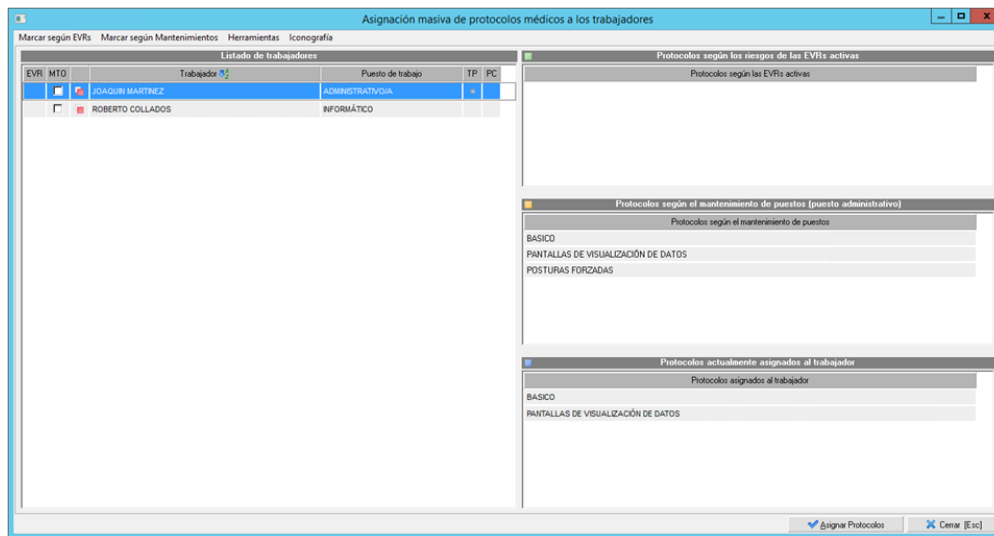 Asignación masiva de protocolos médicos a los trabajadores
Marcar según EVRs Marcar según Mantenimientos Herramientas Iconografía
Listado de trabajadores
EVR MTO Trabajador Puesto de trabajo TP PC
JOAQUIN MARTINEZ ADMINISTRATIVO/A
ROBERTO COLLADOS INFORMÁTICO
Protocolos según los riesgos de las EVRs activas
Protocolos según las EVRs activas
Protocolos según el mantenimiento de puestos (puesto administrativo)
Protocolos según el mantenimiento de puestos
BASICO
PANTALLAS DE VISUALIZACIÓN DE DATOS
POSTURAS FORZADAS
Protocolos actualmente asignados al trabajador
Protocolos asignados al trabajador
BASICO
PANTALLAS DE VISUALIZACIÓN DE DATOS
Asignar Protocolos Cerrar [Esc]